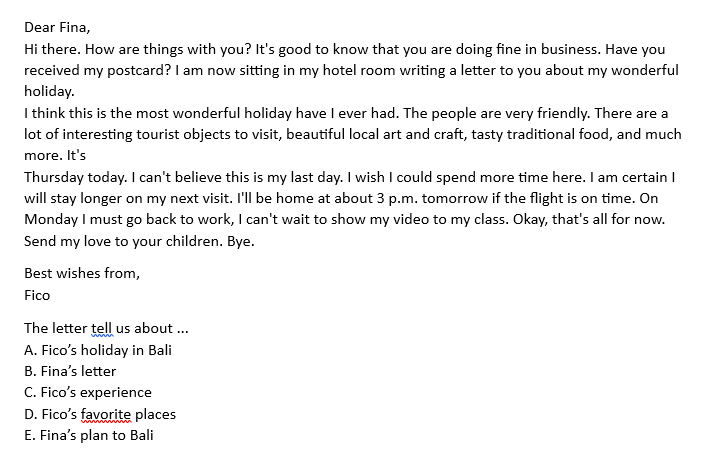 Dear Fina,
Hi there. How are things with you? It's good to know that you are doing fine in business. Have you
received my postcard? I am now sitting in my hotel room writing a letter to you about my wonderful
holiday.
I think this is the most wonderful holiday have I ever had. The people are very friendly. There are a
lot of interesting tourist objects to visit, beautiful local art and craft, tasty traditional food, and much
more. It's
Thursday today. I can't believe this is my last day. I wish I could spend more time here. I am certain I
will stay longer on my next visit. I'll be home at about 3 p.m. tomorrow if the flight is on time. On
Monday I must go back to work, I can't wait to show my video to my class. Okay, that's all for now.
Send my love to your children. Bye.
Best wishes from,
Fico
The letter tell us about ...
A. Fico’s holiday in Bali
B. Fina’s letter
C. Fico’s experience
D. Fico’s favorite places
E. Fina’s plan to Bali